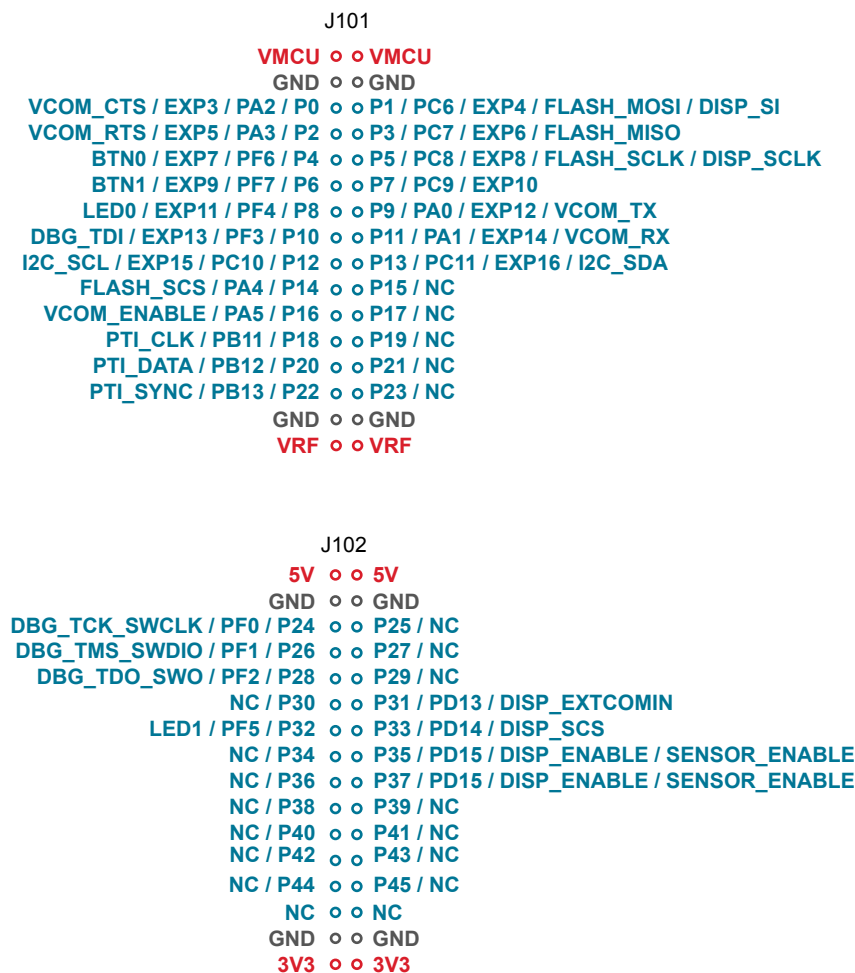 J101
VMCU VMCU
GND GND
VCOM_CTS / EXP3 / PA2 / P0 P1 / PC6 / EXP4 / FLASH_MOSI / DISP_SI
VCOM_RTS / EXP5 / PA3 / P2 P3 / PC7 / EXP6 / FLASH_MISO
BTN0 / EXP7 / PF6 / P4 P5 / PC8 / EXP8 / FLASH_SCLK / DISP_SCLK
BTN1 / EXP9 / PF7 / P6 P7 / PC9 / EXP10
LED0 / EXP11 / PF4 / P8 P9 / PA0 / EXP12 / VCOM_TX
DBG_TDI / EXP13 / PF3 / P10 P11 / PA1 / EXP14 / VCOM_RX
I2C_SCL / EXP15 / PC10 / P12 P13 / PC11 / EXP16 / I2C_SDA
FLASH_SCS / PA4 / P14 P15 / NC
VCOM_ENABLE / PA5 / P16 P17 / NC
PTI_CLK / PB11 / P18 P19 / NC
PTI_DATA / PB12 / P20 P21 / NC
PTI_SYNC / PB13 / P22 P23 / NC
GND GND
VRF VRF
J102
5V 5V
GND GND
DBG_TCK_SWCLK / PF0 / P24 P25 / NC
DBG_TMS_SWDIO / PF1 / P26 P27 / NC
DBG_TDO_SWO / PF2 / P28 P29 / NC
NC / P30 P31 / PD13 / DISP_EXTCOMIN
LED1 / PF5 / P32 P33 / PD14 / DISP_SCS
NC / P34 P35 / PD15 / DISP_ENABLE / SENSOR_ENABLE
NC / P36 P37 / PD15 / DISP_ENABLE / SENSOR_ENABLE
NC / P38 P39 / NC
NC / P40 P41 / NC
NC / P42 P43 / NC
NC / P44 P45 / NC
NC NC
GND GND
3V3 3V3